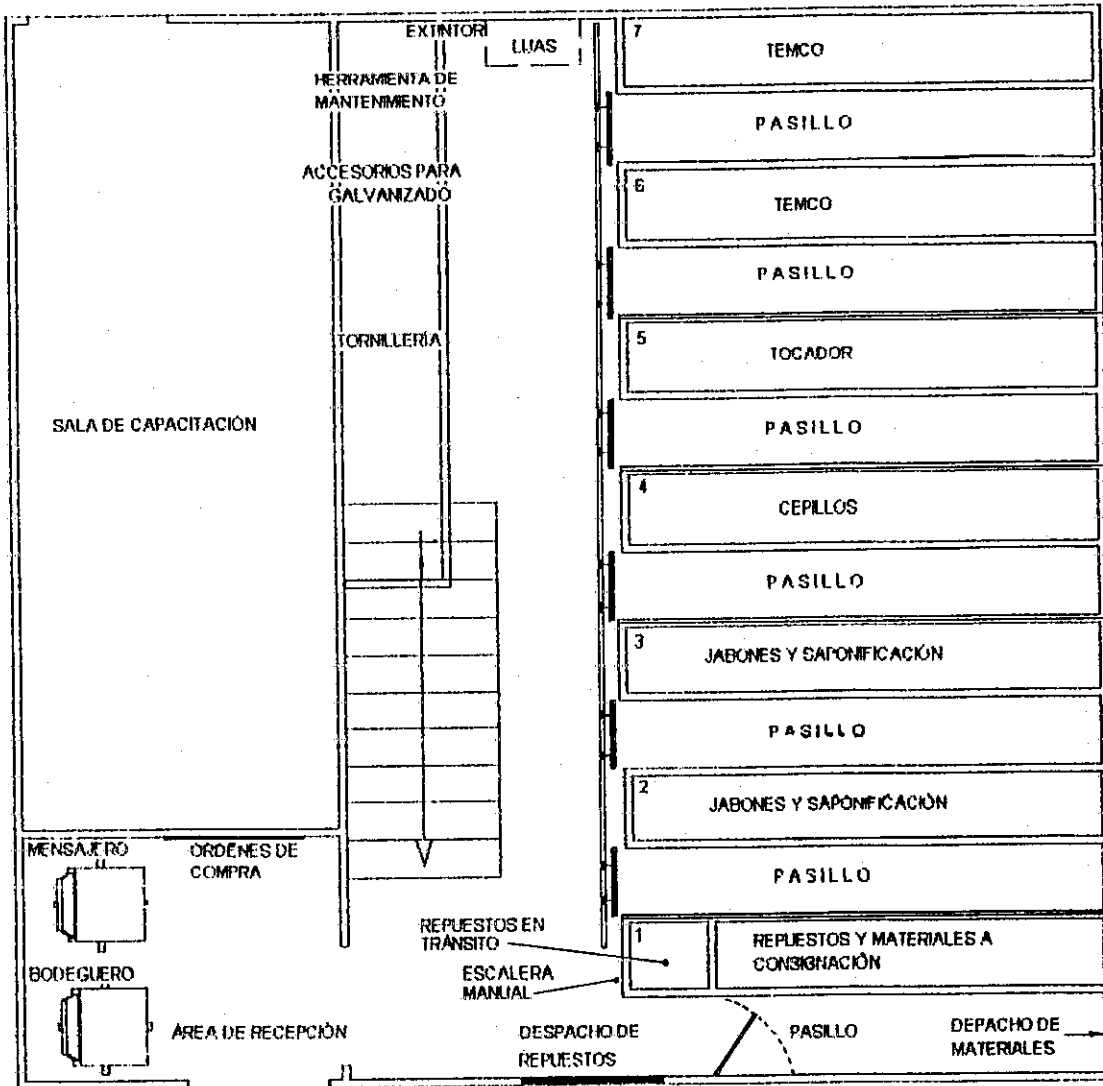 EXTINTOR
LIJAS
HERRAMIENTA DE
MANTENIMIENTO
ACCESORIOS PARA
GALVANIZADO
TORNILLERÍA
SALA DE CAPACITACIÓN
7
TEMCO
PASILLO
6
TEMCO
PASILLO
5
TOCADOR
PASILLO
4
CEPILLOS
PASILLO
3
JABONES Y SAPONIFICACIÓN
PASILLO
2
JABONES Y SAPONIFICACIÓN
PASILLO
MENSAJERO
ORDENES DE
COMPRA
REPUESTOS EN
TRÁNSITO
1
REPUESTOS Y MATERIALES A
CONSIGNACIÓN
ESCALERA
MANUAL
BODEGUERO
ÁREA DE RECEPCIÓN
DESPACHO DE
REPUESTOS
PASILLO
DEPACHO DE
MATERIALES